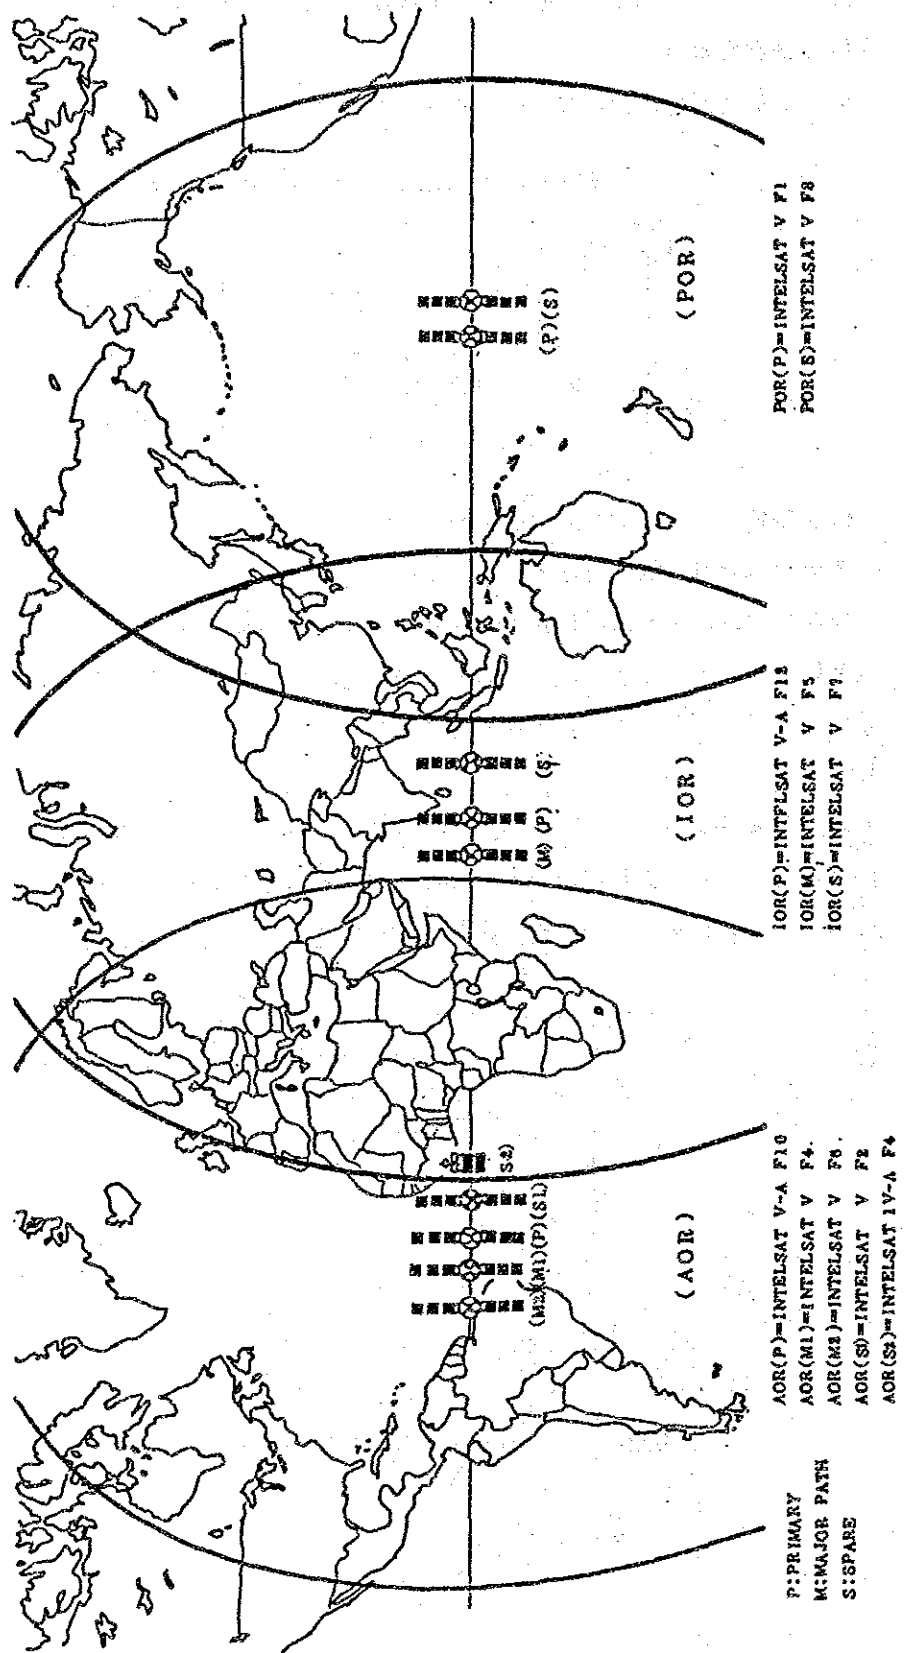 (M2)(M1)(P)(S1)
S2)
(M) (P) (S)
(P)(S)
(AOR)
(IOR)
(POR)
P:PRIMARY
M:MAJOR PATH
S:SPARE
AOR(P)=INTELSAT V-A F10
AOR(M1)=INTELSAT V F4.
AOR(M2)=INTELSAT V F6.
AOR(S1)=INTELSAT V F2
AOR(S2)=INTELSAT IV-A F4
IOR(P)=INTELSAT V-A F12
IOR(M)=INTELSAT V F5
IOR(S)=INTELSAT V F7
POR(P)=INTELSAT V F1
POR(S)=INTELSAT V F8